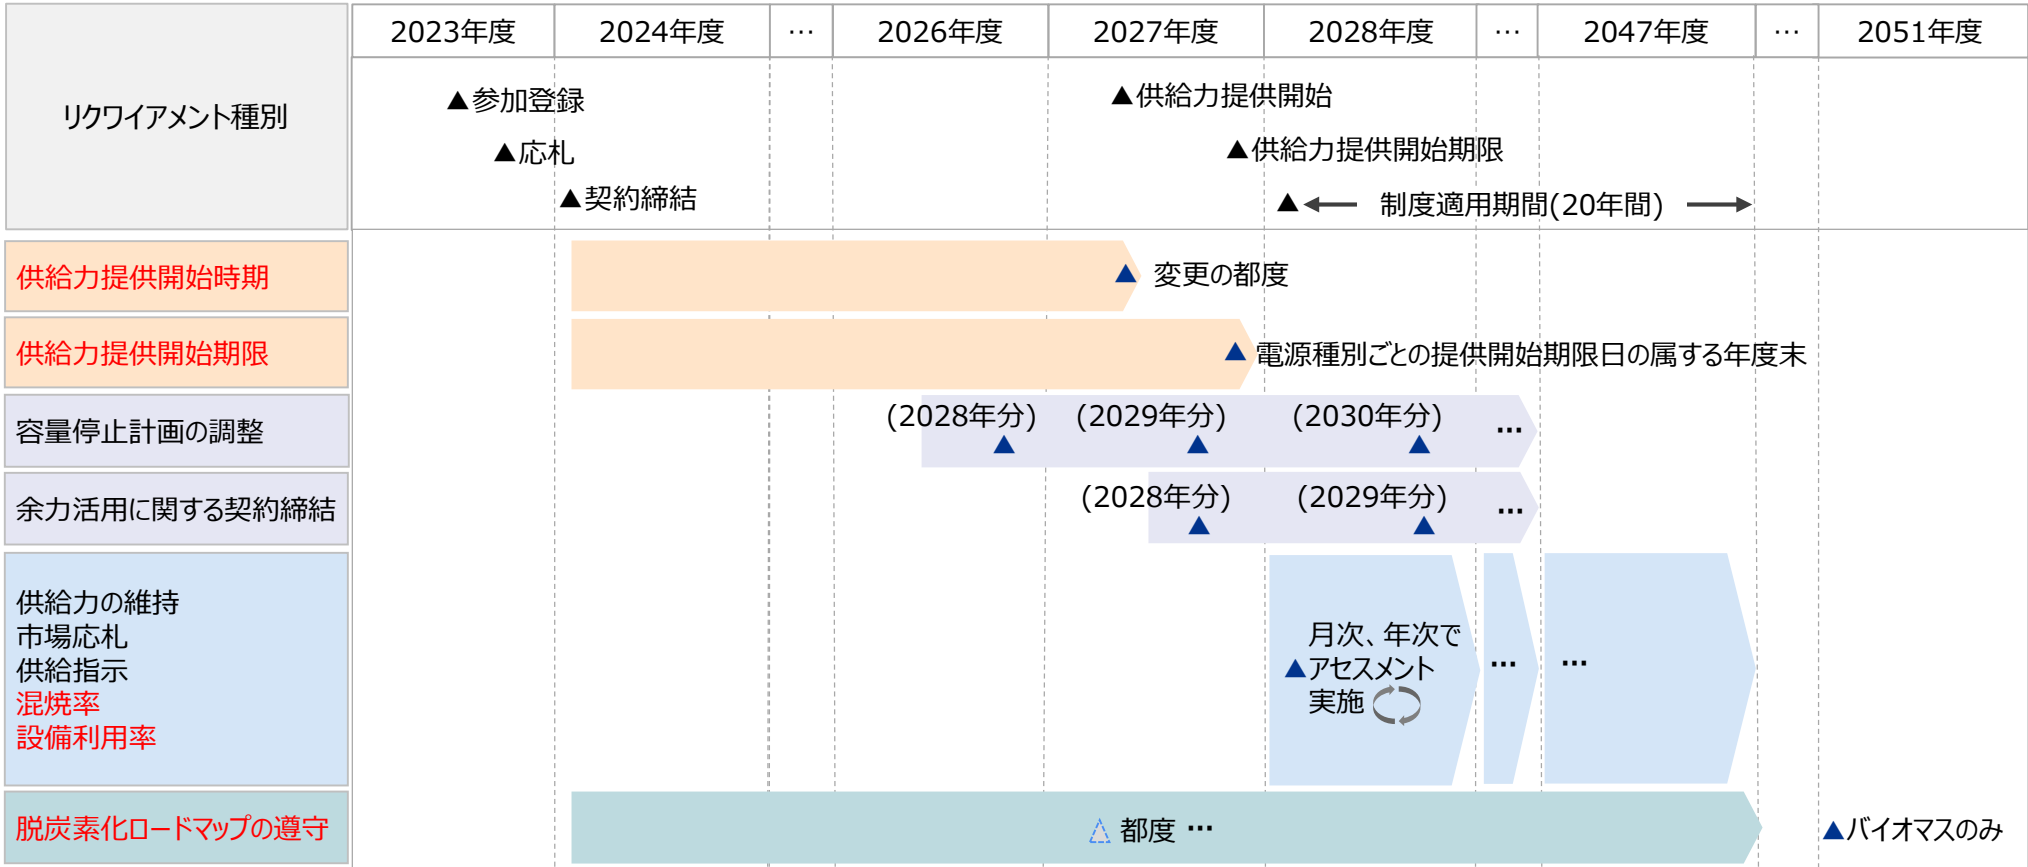 リクワイアメント種別
2023年度
2024年度
…
2026年度
2027年度
2028年度
…
2047年度
…
2051年度
▲参加登録
▲応札
▲契約締結
▲供給力提供開始
▲供給力提供開始期限
▲ 制度適用期間(20年間)
供給力提供開始時期
▲ 変更の都度
供給力提供開始期限
▲ 電源種別ごとの提供開始期限日の属する年度末
容量停止計画の調整
(2028年分)
(2029年分)
(2030年分)
…
余力活用に関する契約締結
(2028年分)
(2029年分)
…
供給力の維持
市場応札
供給指示
混焼率
設備利用率
月次、年次で
▲アセスメント
実施
…
…
脱炭素化ロードマップの遵守
都度 …
▲バイオマスのみ